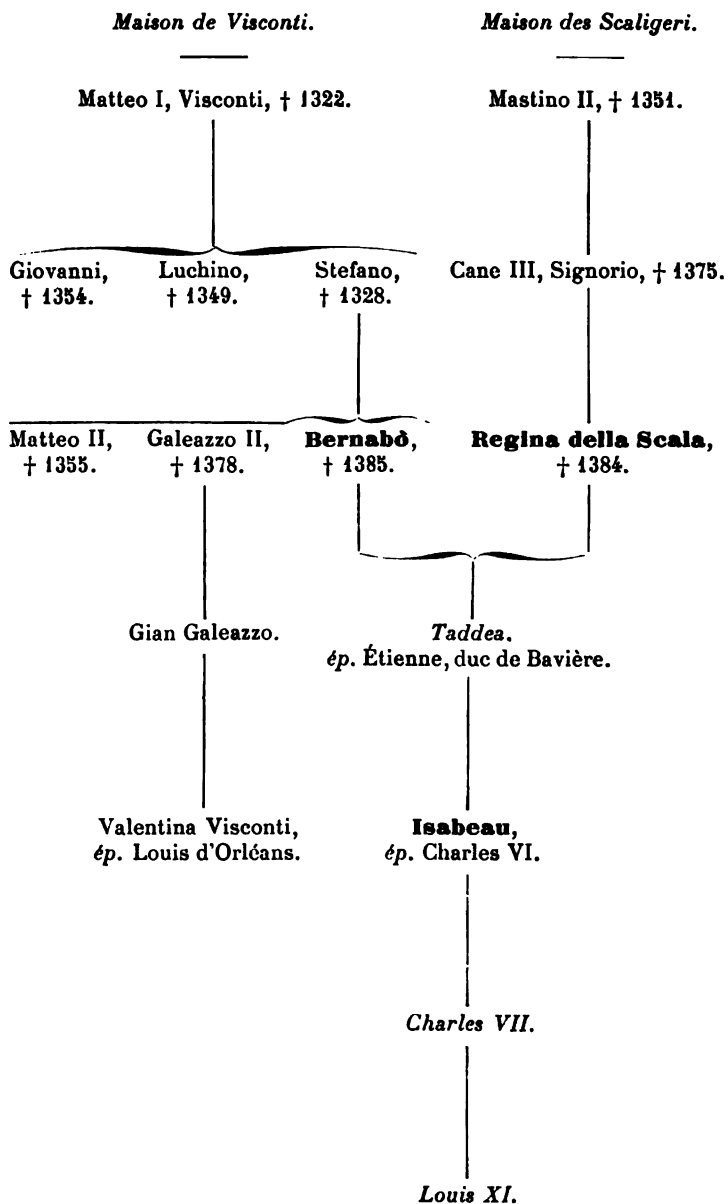 Maison de Visconti.
Maison des Scaligeri.
Matteo I, Visconti, † 1322.
Mastino II, † 1351.
Giovanni,
† 1354.
Luchino,
† 1349.
Stefano,
† 1328.
Cane III, Signorio, † 1375.
Matteo II,
† 1355.
Galeazzo II,
† 1378.
Bernabò,
† 1385.
Regina della Scala,
† 1384.
Gian Galeazzo.
Taddea.
ép. Étienne, duc de Bavière.
Valentina Visconti,
ép. Louis d'Orléans.
Isabeau,
ép. Charles VI.
Charles VII.
Louis XI.